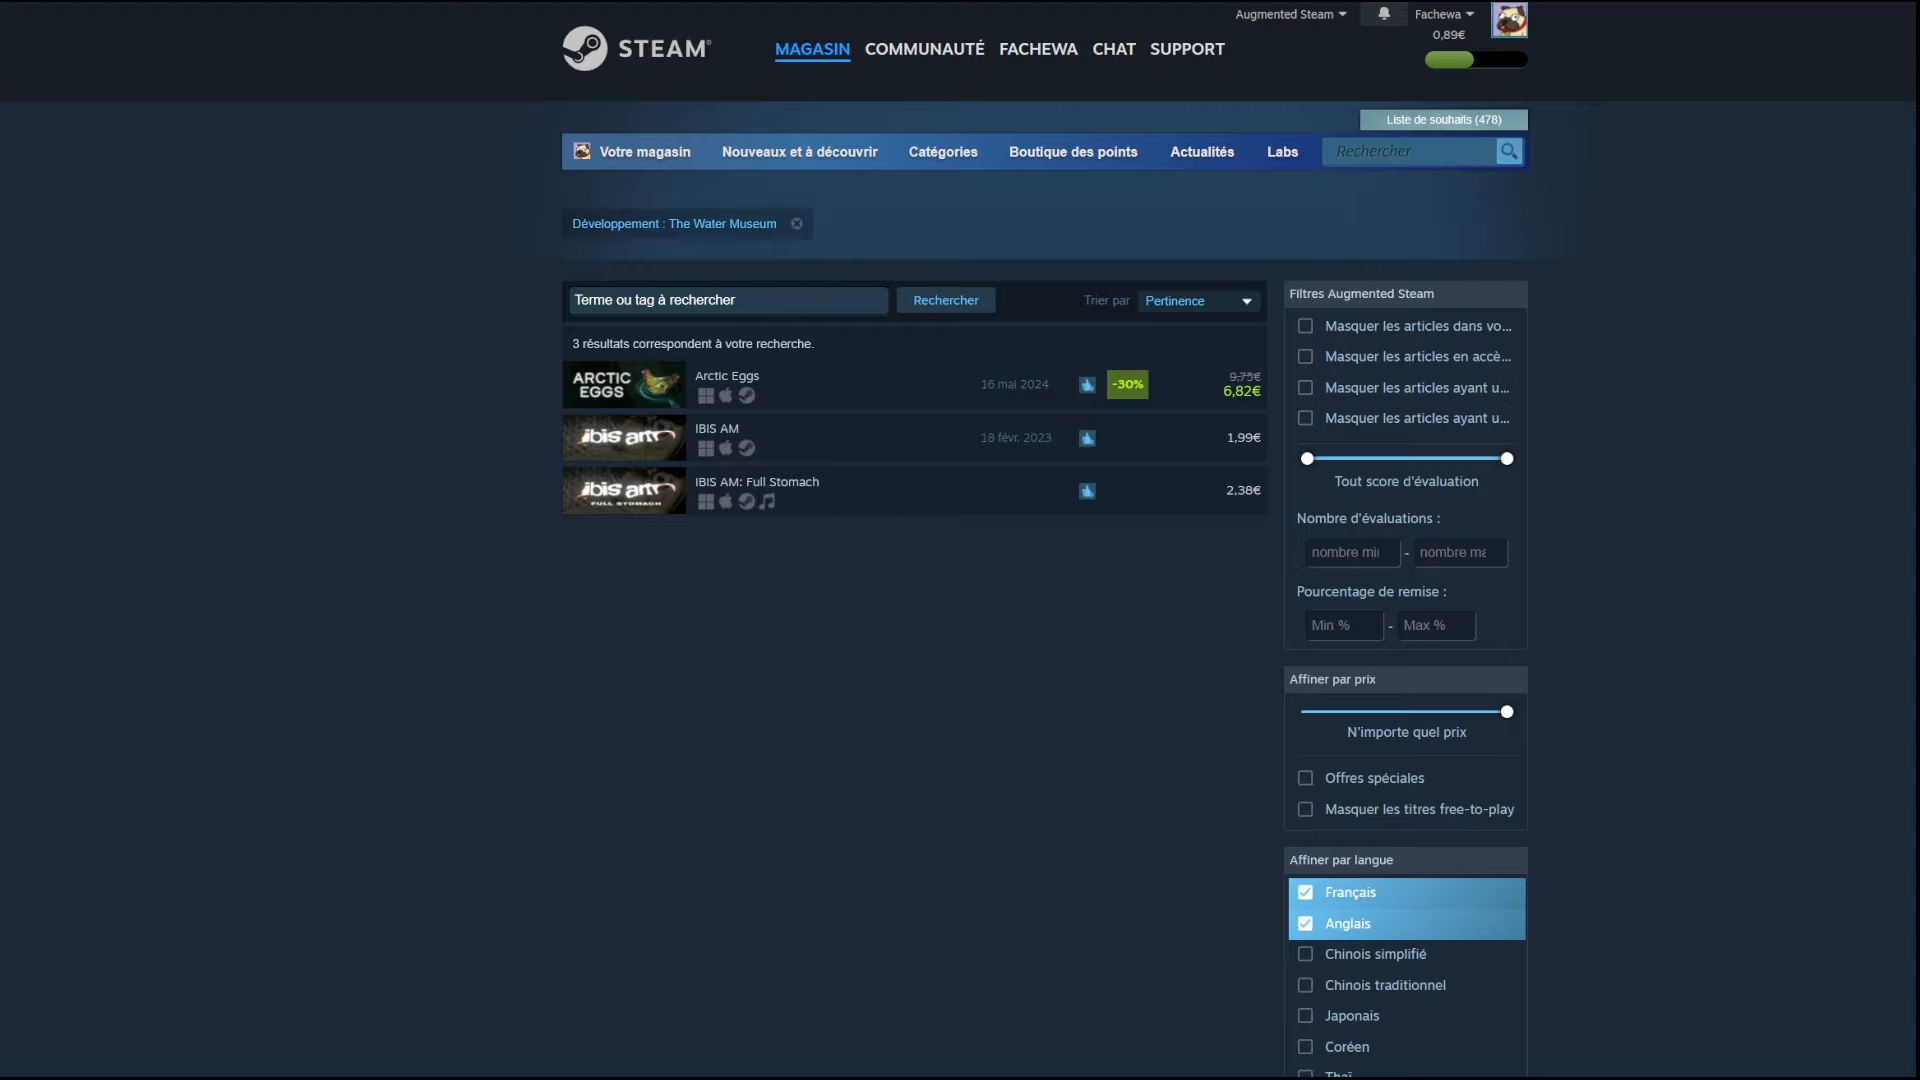 Augmented Steam
Fachewa
0,89€
STEAM®
MAGASIN COMMUNAUTÉ FACHEWA CHAT SUPPORT
Liste de souhaits (478)
Votre magasin Nouveaux et à découvrir Catégories Boutique des points Actualités Labs Rechercher
Développement : The Water Museum
Terme ou tag à rechercher Rechercher Trier par Pertinence
3 résultats correspondent à votre recherche.
ARCTIC EGGS
Arctic Eggs 16 mai 2024 -30% 9,75€ 6,82€
ibis am
IBIS AM 18 févr. 2023 1,99€
ibis am
FULL STOMACH
IBIS AM: Full Stomach 2,38€
Filtres Augmented Steam
Masquer les articles dans vo...
Masquer les articles en accè...
Masquer les articles ayant u...
Masquer les articles ayant u...
Tout score d'évaluation
Nombre d'évaluations :
nombre mi - nombre ma
Pourcentage de remise :
Min % - Max %
Affiner par prix
N'importe quel prix
Offres spéciales
Masquer les titres free-to-play
Affiner par langue
Français
Anglais
Chinois simplifié
Chinois traditionnel
Japonais
Coréen
Thaï